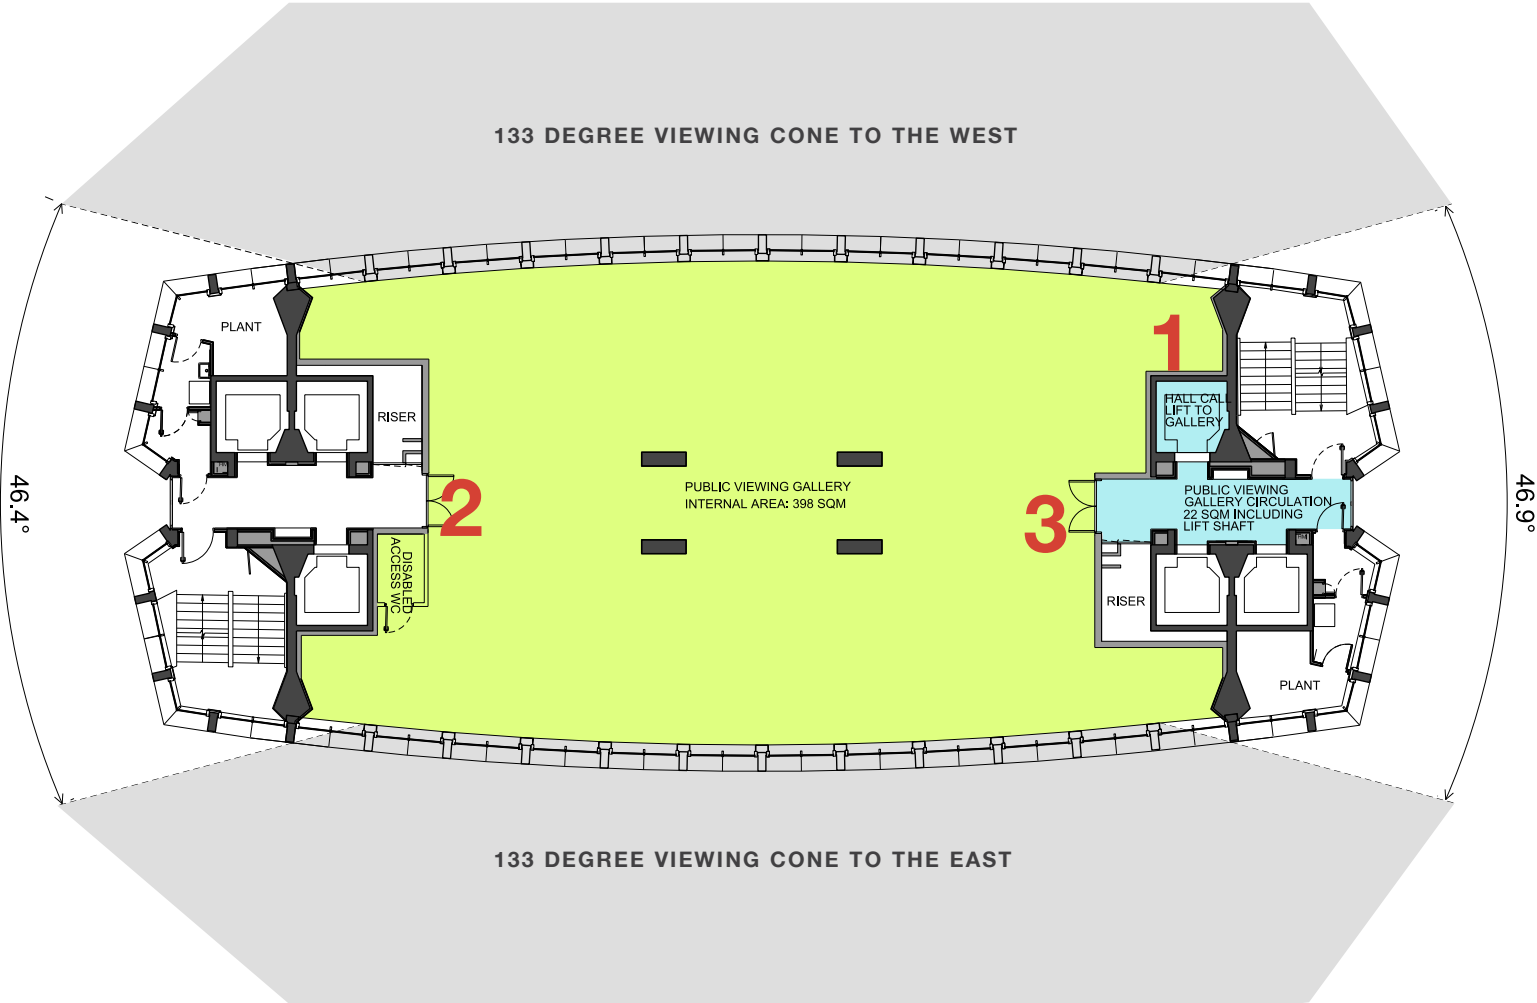 133 DEGREE VIEWING CONE TO THE WEST
PLANT
1
RISER
HALL CALL
LIFT TO
GALLERY
46.4°
2
PUBLIC VIEWING GALLERY
INTERNAL AREA: 398 SQM
3
PUBLIC VIEWING
GALLERY CIRCULATION
22 SQM INCLUDING
LIFT SHAFT
46.9°
DISABLED
ACCESS WC
RISER
PLANT
133 DEGREE VIEWING CONE TO THE EAST